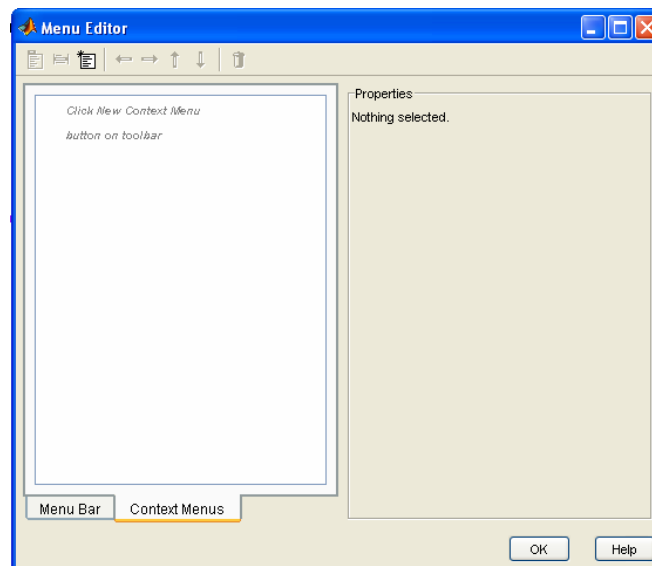 Menu Editor
Click New Context Menu
button on toolbar
Properties
Nothing selected.
Menu Bar
Context Menus
OK
Help